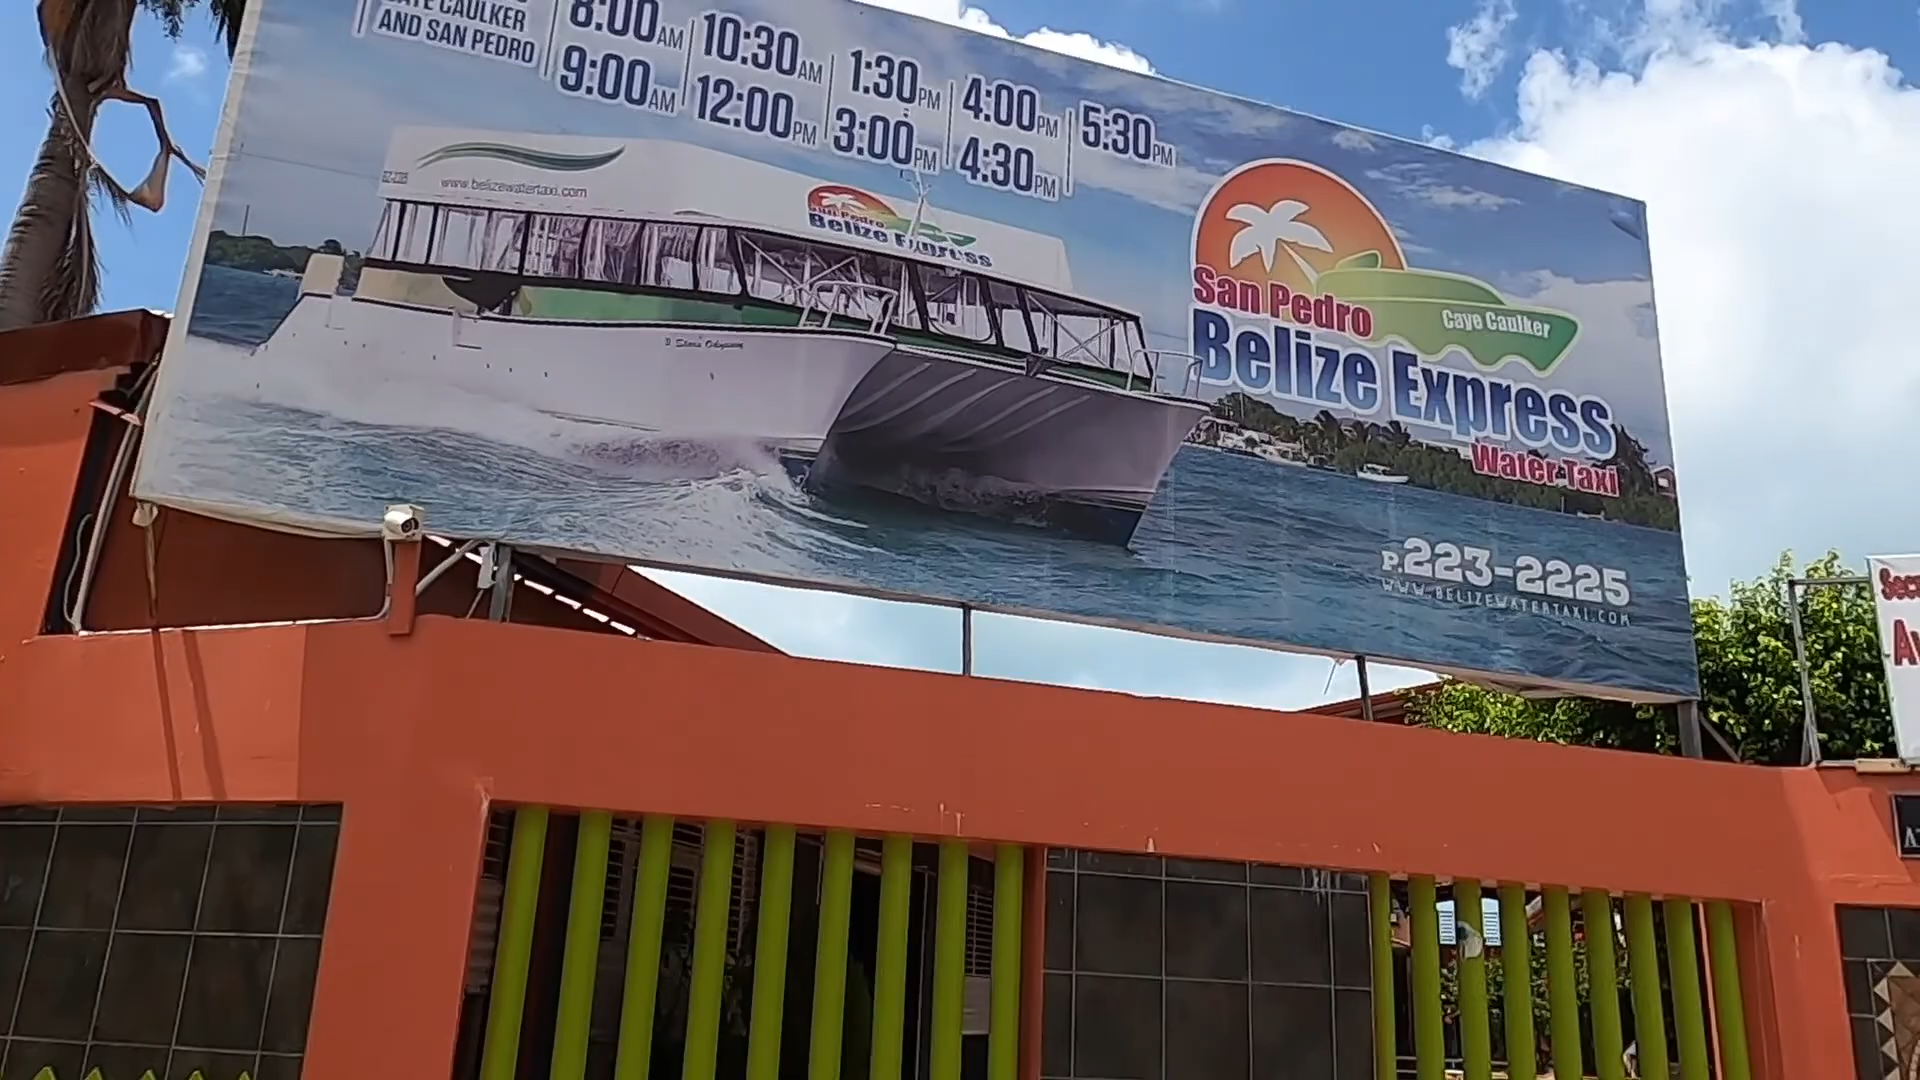 CAYE CAULKER
AND SAN PEDRO
8:00AM 10:30AM 1:30PM 4:00PM 5:30PM
9:00AM 12:00PM 3:00PM 4:30PM
www.belizewatertaxi.com
San Pedro
Belize Express
San Pedro
Caye Caulker
Belize Express
Water Taxi
P.223-2225
WWW.BELIZEWATERTAXI.COM